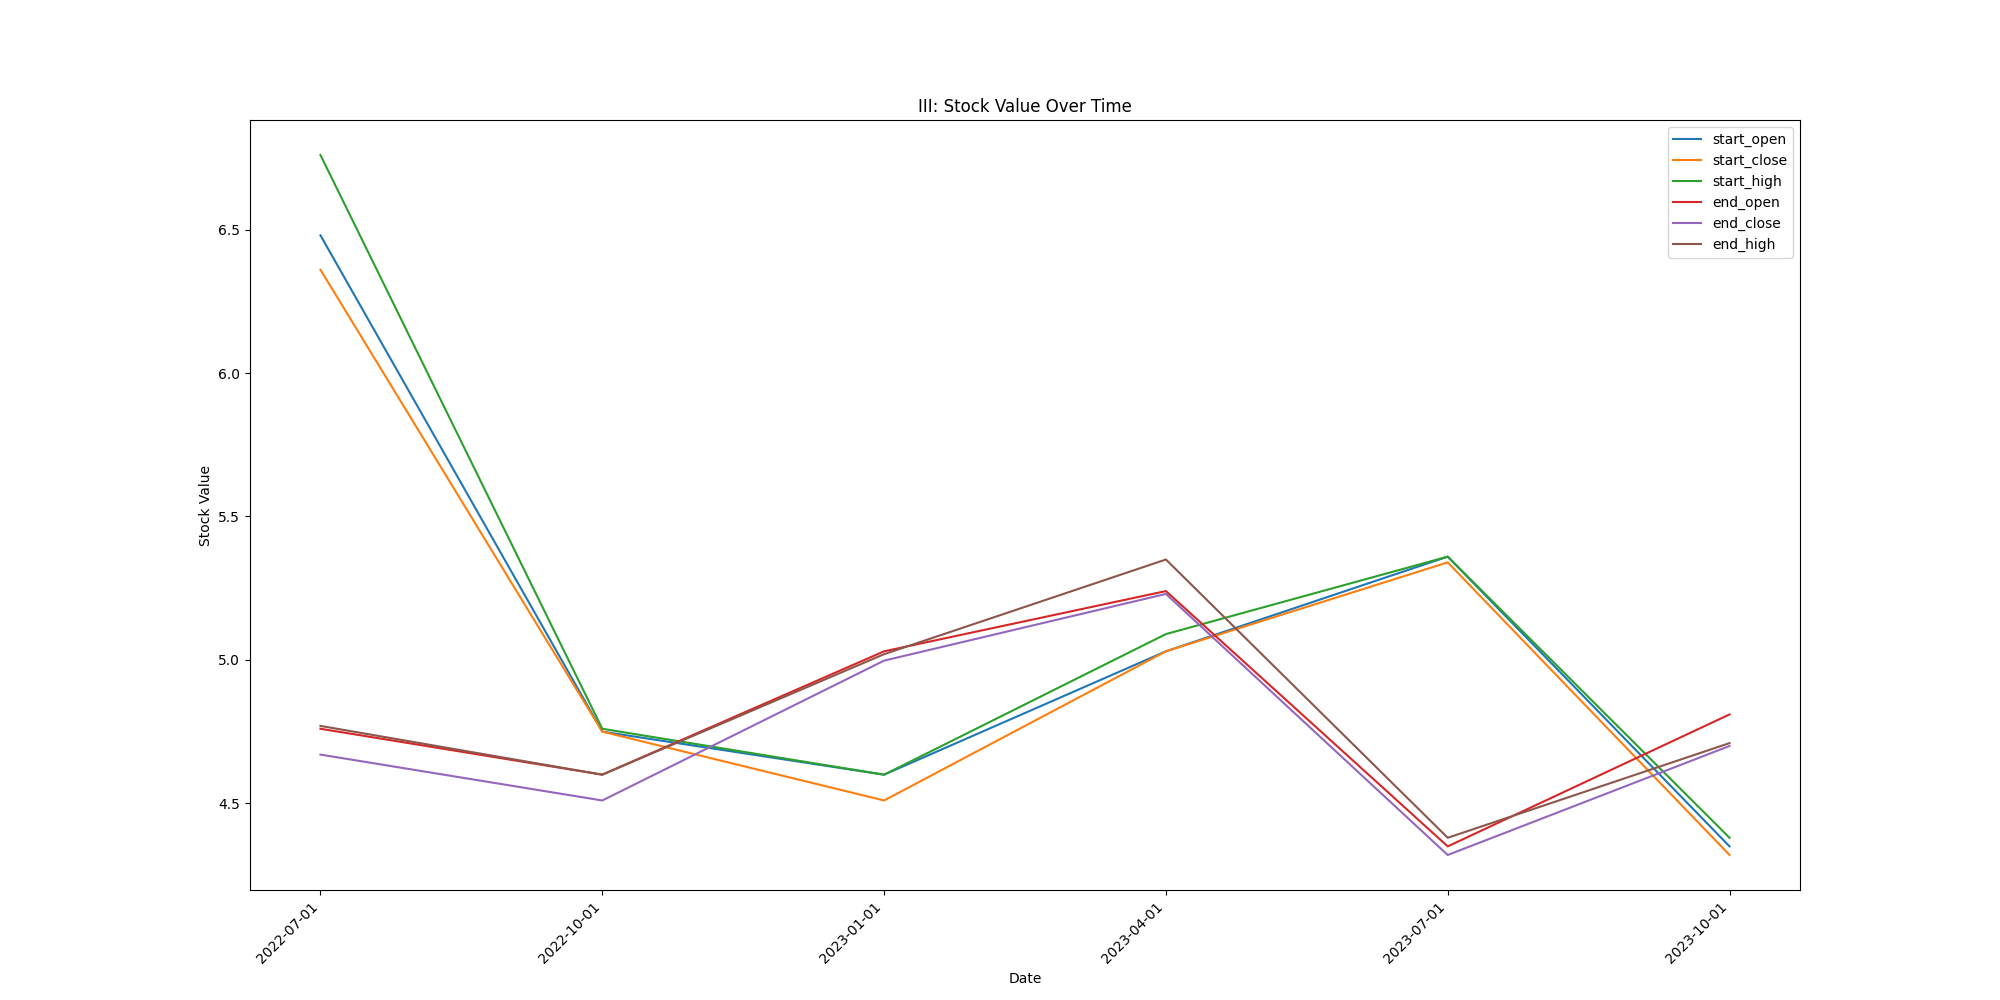 III: Stock Value Over Time
start_open
start_close
start_high
end_open
end_close
end_high
Stock Value
6.5
6.0
5.5
5.0
4.5
2022-07-01
2022-10-01
2023-01-01
2023-04-01
2023-07-01
2023-10-01
Date